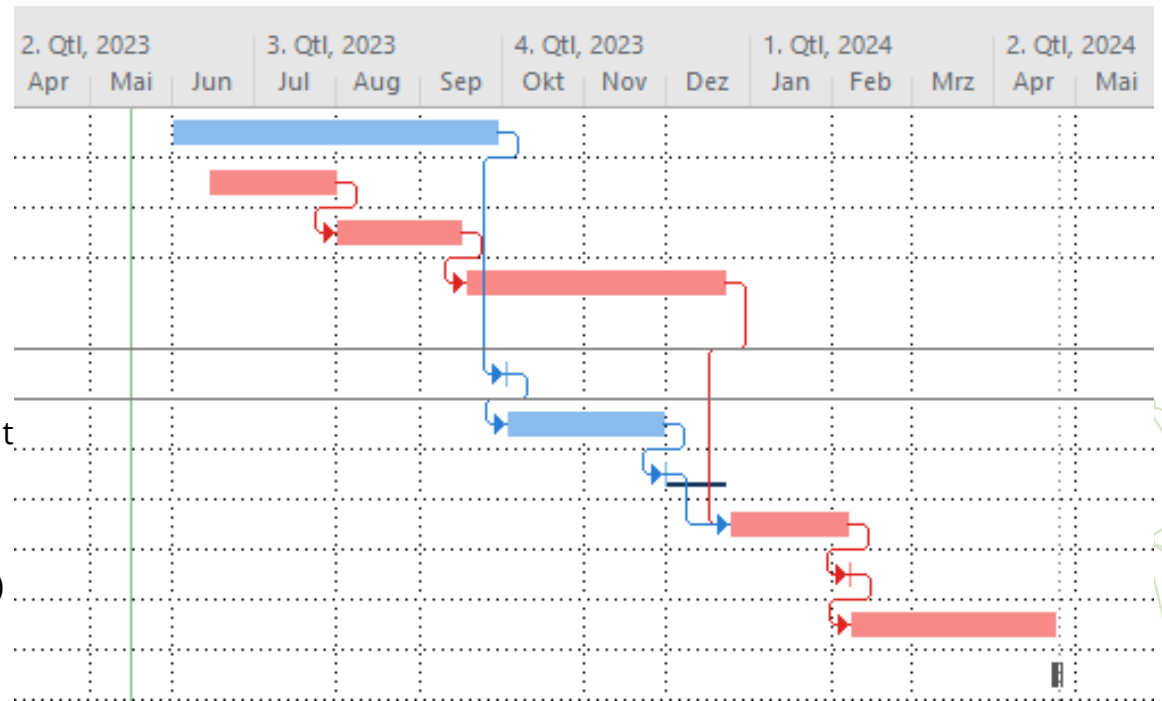 2. Qtl, 2023 3. Qtl, 2023 4. Qtl, 2023 1. Qtl, 2024 2. Qtl, 2024
Apr Mai Jun Jul Aug Sep Okt Nov Dez Jan Feb Mrz Apr Mai
t
)